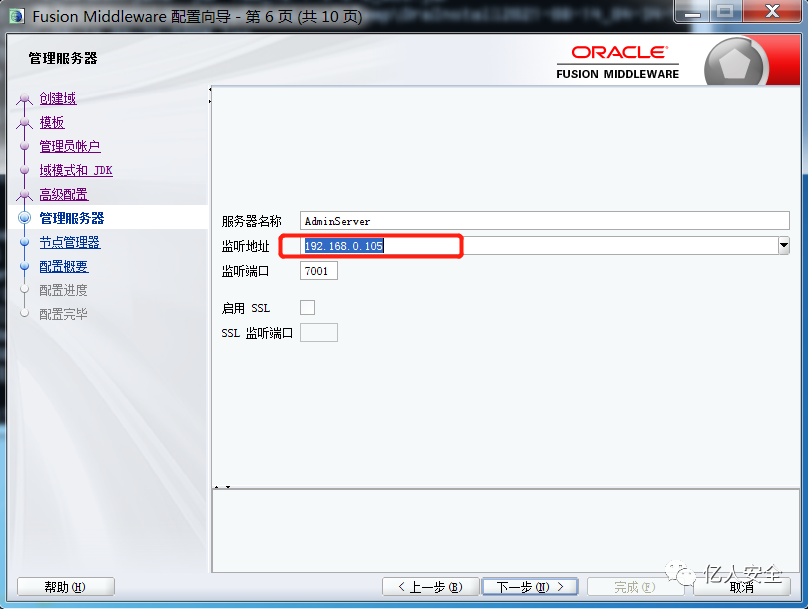 Fusion Middleware 配置向导 - 第 6 页 (共 10 页)
管理服务器
ORACLE
FUSION MIDDLEWARE
创建域
模板
管理员帐户
域模式和 JDK
高级配置
管理服务器
节点管理器
配置概要
配置进度
配置完毕
服务器名称 AdminServer
监听地址 192.168.0.105
监听端口 7001
启用 SSL
SSL 监听端口
亿人安全
帮助(H) < 上一步(B) 下一步(N) > 完成(F) 取消